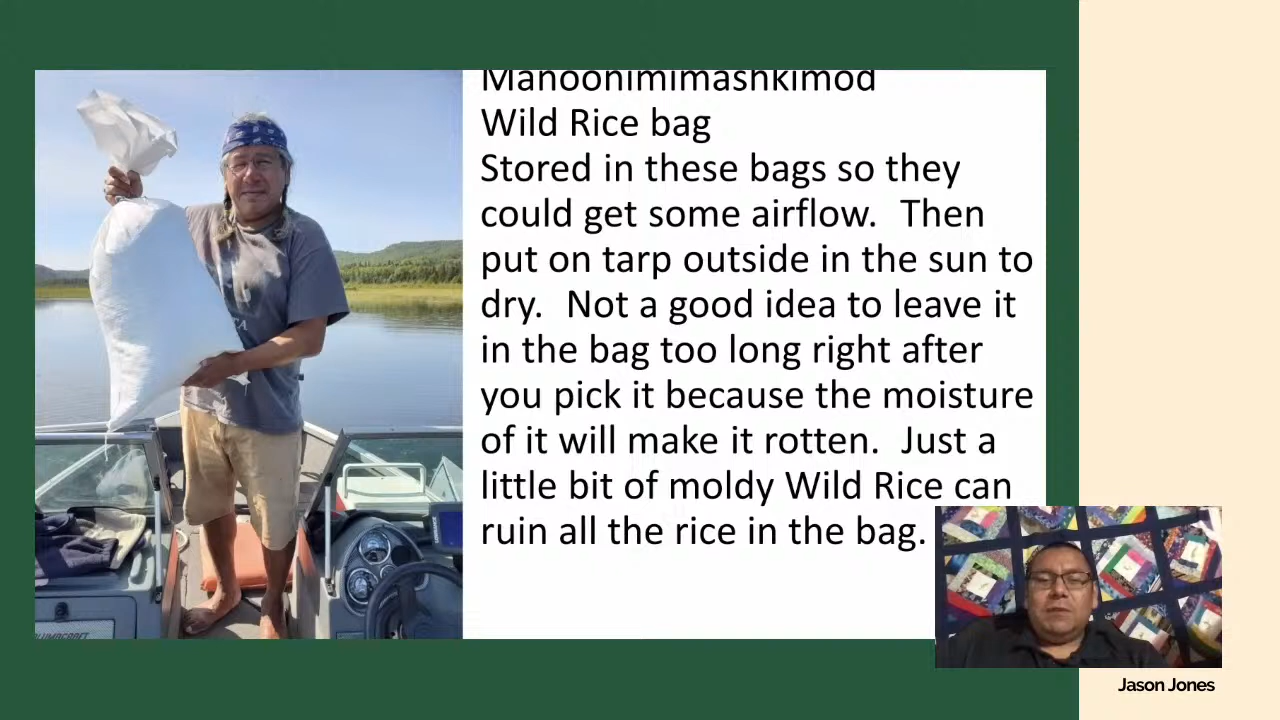 Manoominimashkimod
Wild Rice bag
Stored in these bags so they
could get some airflow.  Then
put on tarp outside in the sun to
dry.  Not a good idea to leave it
in the bag too long right after
you pick it because the moisture
of it will make it rotten.  Just a
little bit of moldy Wild Rice can
ruin all the rice in the bag.
Jason Jones